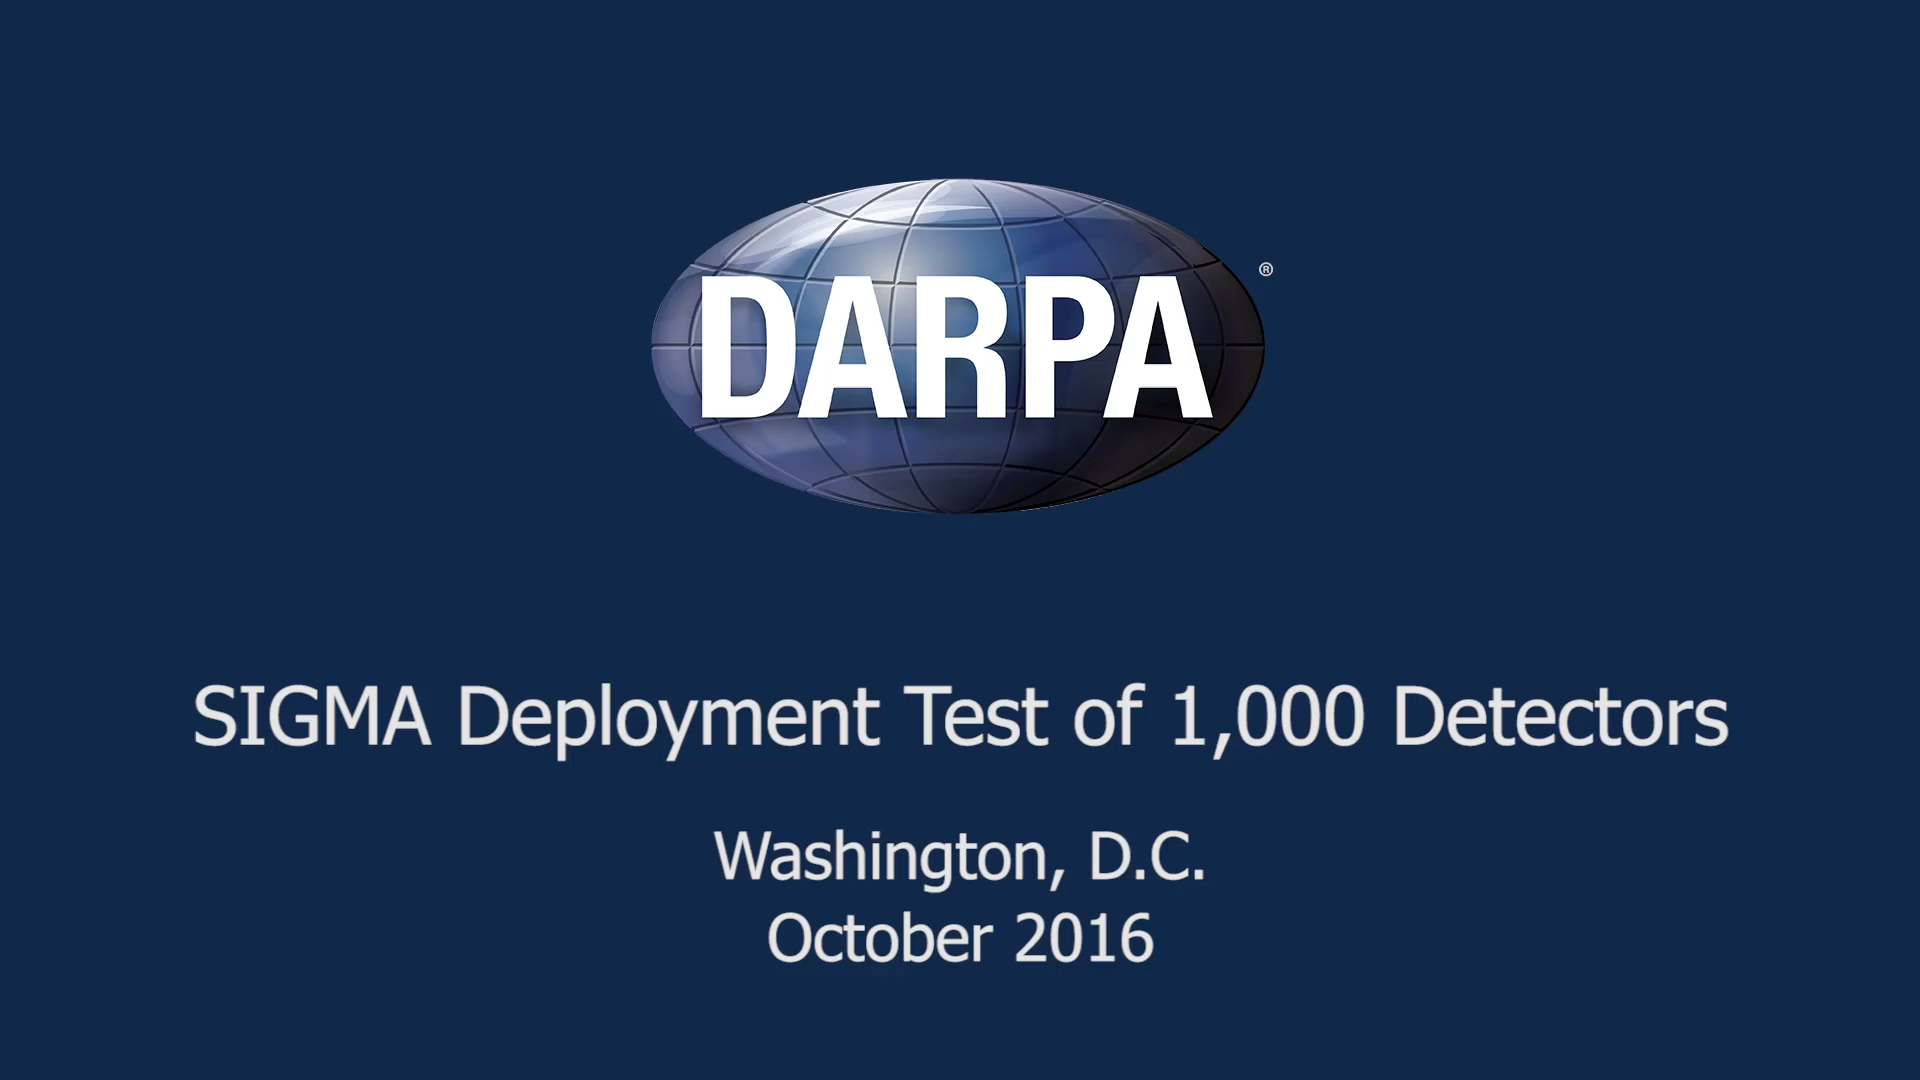 DARPA®
SIGMA Deployment Test of 1,000 Detectors
Washington, D.C.
October 2016